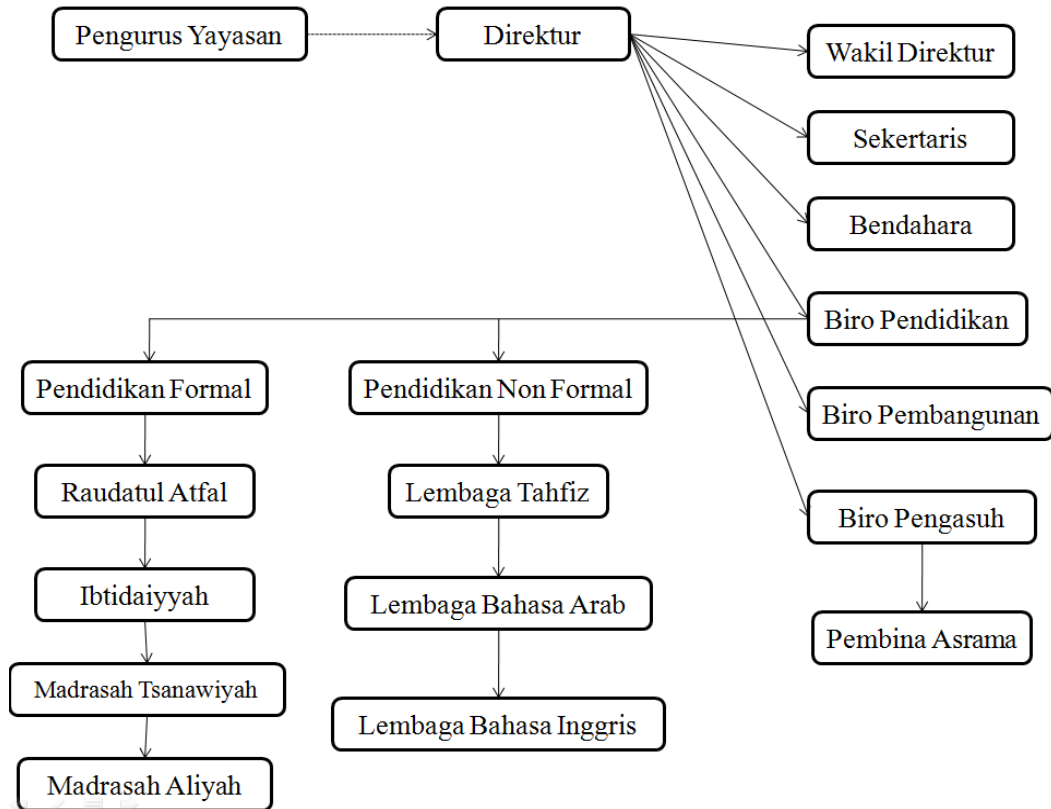 Pengurus Yayasan
Direktur
Wakil Direktur
Sekertaris
Bendahara
Biro Pendidikan
Pendidikan Formal
Pendidikan Non Formal
Biro Pembangunan
Raudatul Atfal
Lembaga Tahfiz
Biro Pengasuh
Ibtidaiyyah
Lembaga Bahasa Arab
Pembina Asrama
Madrasah Tsanawiyah
Lembaga Bahasa Inggris
Madrasah Aliyah